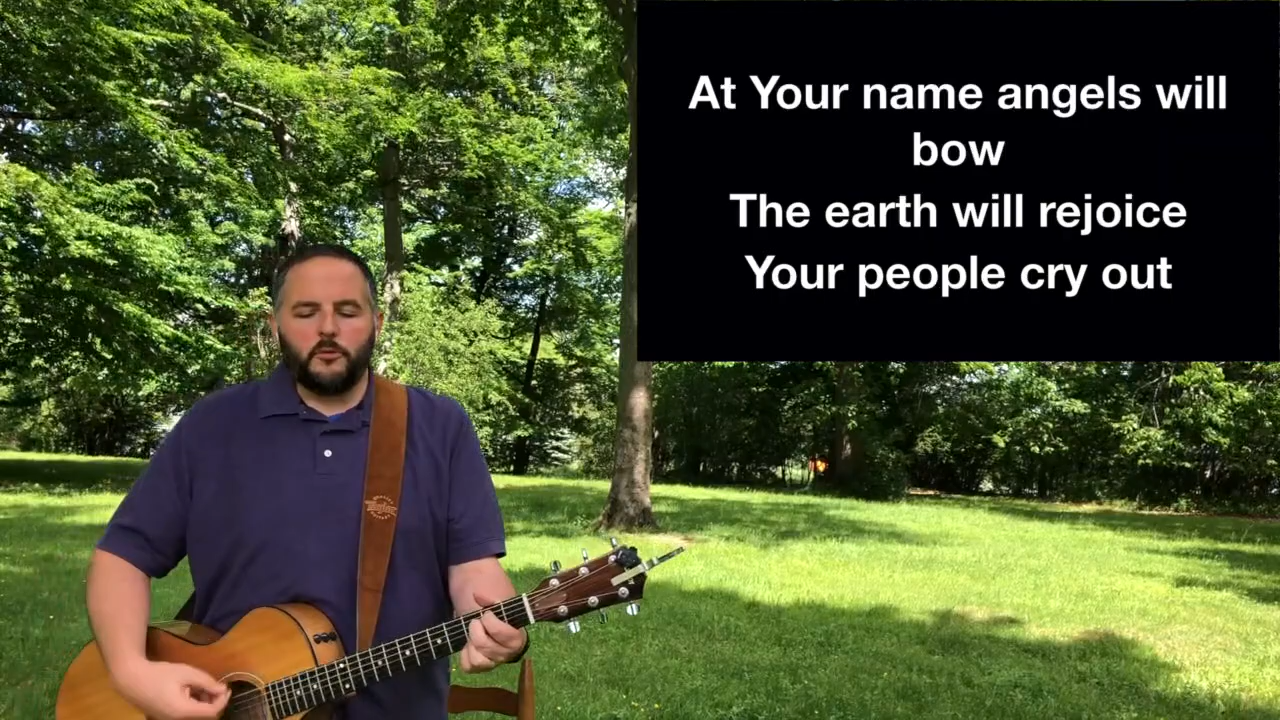 At Your name angels will
bow
The earth will rejoice
Your people cry out